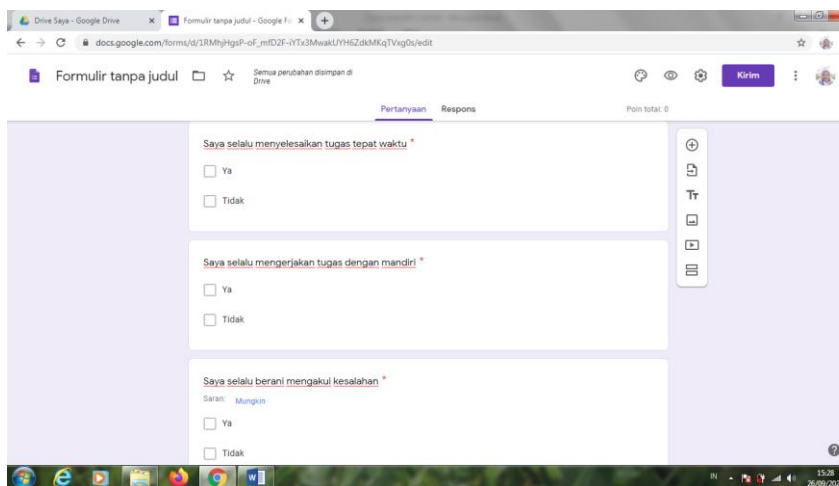 Drive Saya - Google Drive
Formulir tanpa judul - Google Fo
docs.google.com/forms/d/1RMhjHgsP-oF_mfD2F-iYTx3MwakUYH6ZdkMKqTVxg0s/edit
Formulir tanpa judul
Semua perubahan disimpan di
Drive
Kirim
Pertanyaan Respons
Poin total: 0
Saya selalu menyelesaikan tugas tepat waktu *
Ya
Tidak
Saya selalu mengerjakan tugas dengan mandiri *
Ya
Tidak
Saya selalu berani mengakui kesalahan *
Saran: Mungkin
Ya
Tidak
IN
15:28